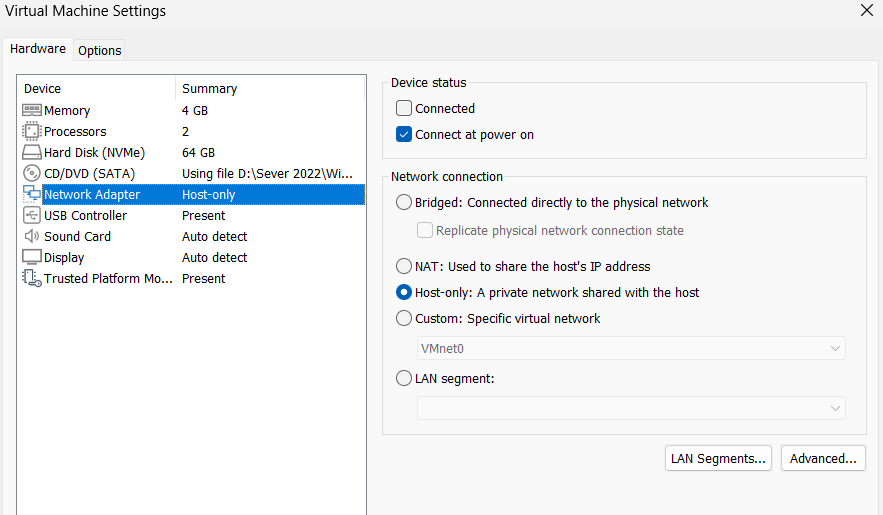 Virtual Machine Settings
Hardware
Options
Device Summary
Memory 4 GB
Processors 2
Hard Disk (NVMe) 64 GB
CD/DVD (SATA) Using file D:\Sever 2022\Wi...
Network Adapter Host-only
USB Controller Present
Sound Card Auto detect
Display Auto detect
Trusted Platform Mo... Present
Device status
Connected
Connect at power on
Network connection
Bridged: Connected directly to the physical network
Replicate physical network connection state
NAT: Used to share the host's IP address
Host-only: A private network shared with the host
Custom: Specific virtual network
VMnet0
LAN segment:
LAN Segments... Advanced...